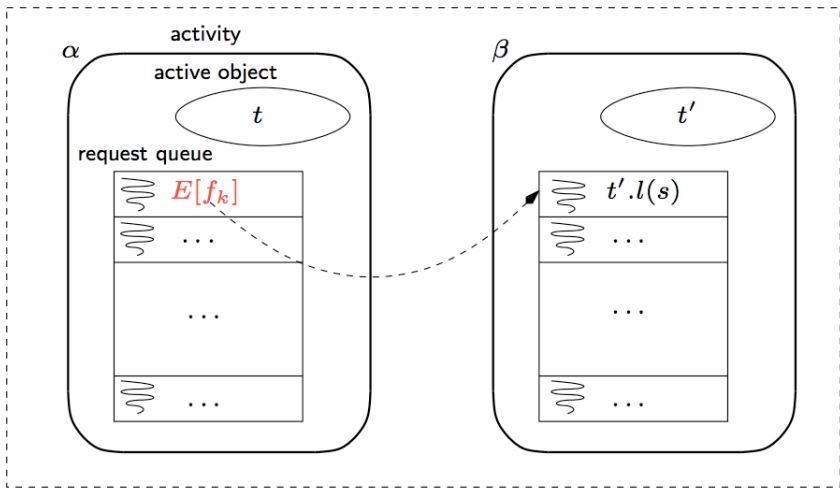 activity
α
β
active object
t
t′
request queue
E[f_k]
t′.l(s)
...
...
...
...
...
...